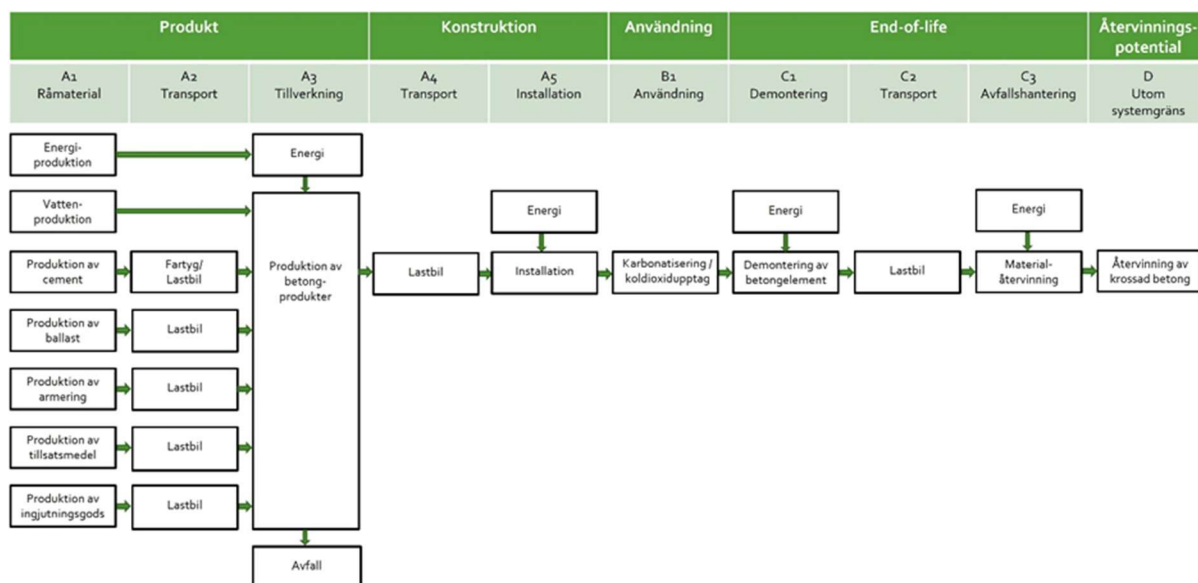 Produkt
Konstruktion
Användning
End-of-life
Återvinnings-
potential
A1
Råmaterial
A2
Transport
A3
Tillverkning
A4
Transport
A5
Installation
B1
Användning
C1
Demontering
C2
Transport
C3
Avfallshantering
D
Utom
systemgräns
Energi-
produktion
Energi
Vatten-
produktion
Energi
Energi
Energi
Produktion av
cement
Fartyg/
Lastbil
Produktion av
betong-
produkter
Lastbil
Installation
Karbonatisering /
koldioxidupptag
Demontering av
betongelement
Lastbil
Material-
återvinning
Återvinning av
krossad betong
Produktion av
ballast
Lastbil
Produktion av
armering
Lastbil
Produktion av
tillsatsmedel
Lastbil
Produktion av
ingjutningsgods
Lastbil
Avfall